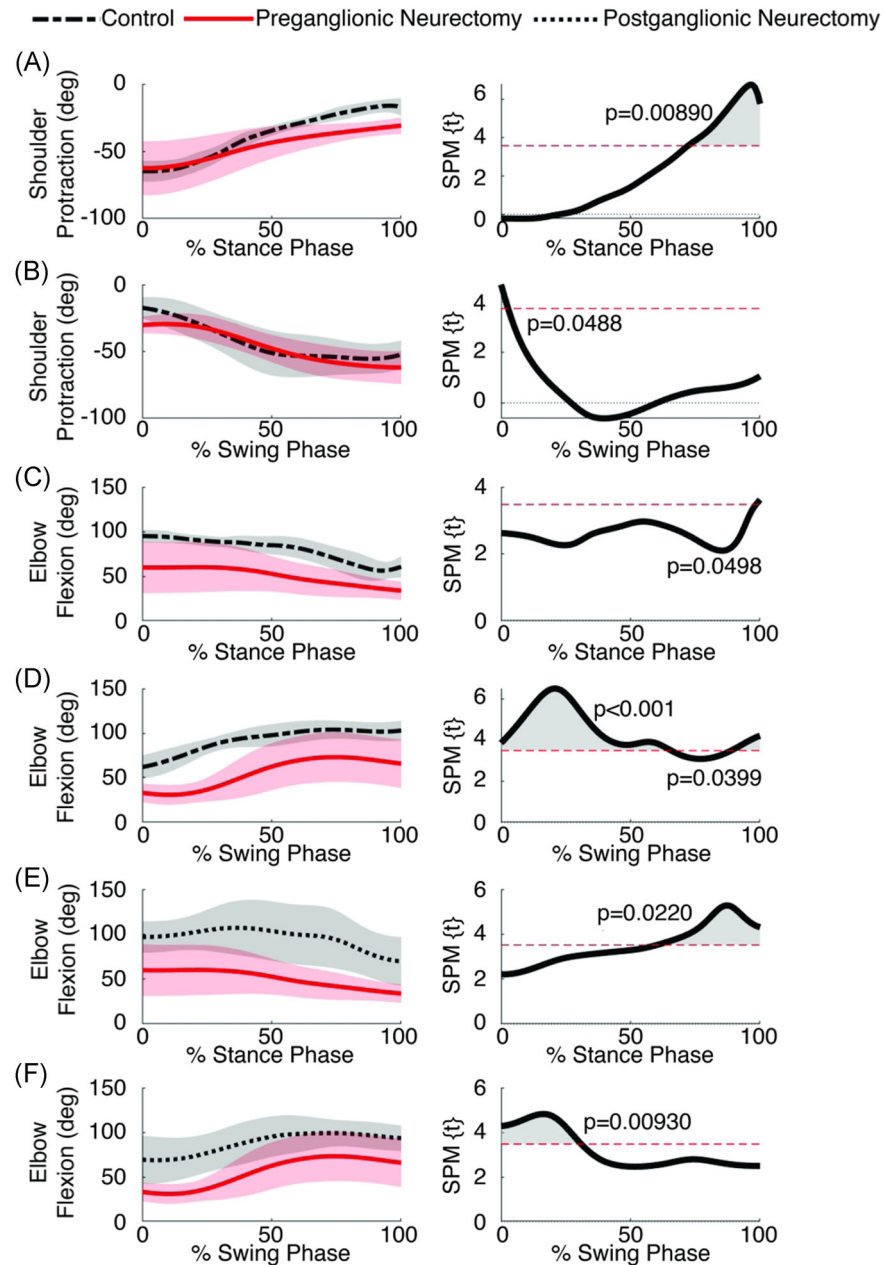 Control Preganglionic Neurectomy Postganglionic Neurectomy
(A)
Shoulder
Protraction (deg)
0
-50
-100
0 50 100
% Stance Phase
SPM {t}
6
4
2
0
p=0.00890
0 50 100
% Stance Phase
(B)
Shoulder
Protraction (deg)
0
-50
-100
0 50 100
% Swing Phase
SPM {t}
4
2
0
p=0.0488
0 50 100
% Swing Phase
(C)
Elbow
Flexion (deg)
150
100
50
0
0 50 100
% Stance Phase
SPM {t}
4
2
0
p=0.0498
0 50 100
% Stance Phase
(D)
Elbow
Flexion (deg)
150
100
50
0
0 50 100
% Swing Phase
SPM {t}
6
4
2
0
p<0.001
p=0.0399
0 50 100
% Swing Phase
(E)
Elbow
Flexion (deg)
150
100
50
0
0 50 100
% Stance Phase
SPM {t}
6
4
2
0
p=0.0220
0 50 100
% Stance Phase
(F)
Elbow
Flexion (deg)
150
100
50
0
0 50 100
% Swing Phase
SPM {t}
6
4
2
0
p=0.00930
0 50 100
% Swing Phase